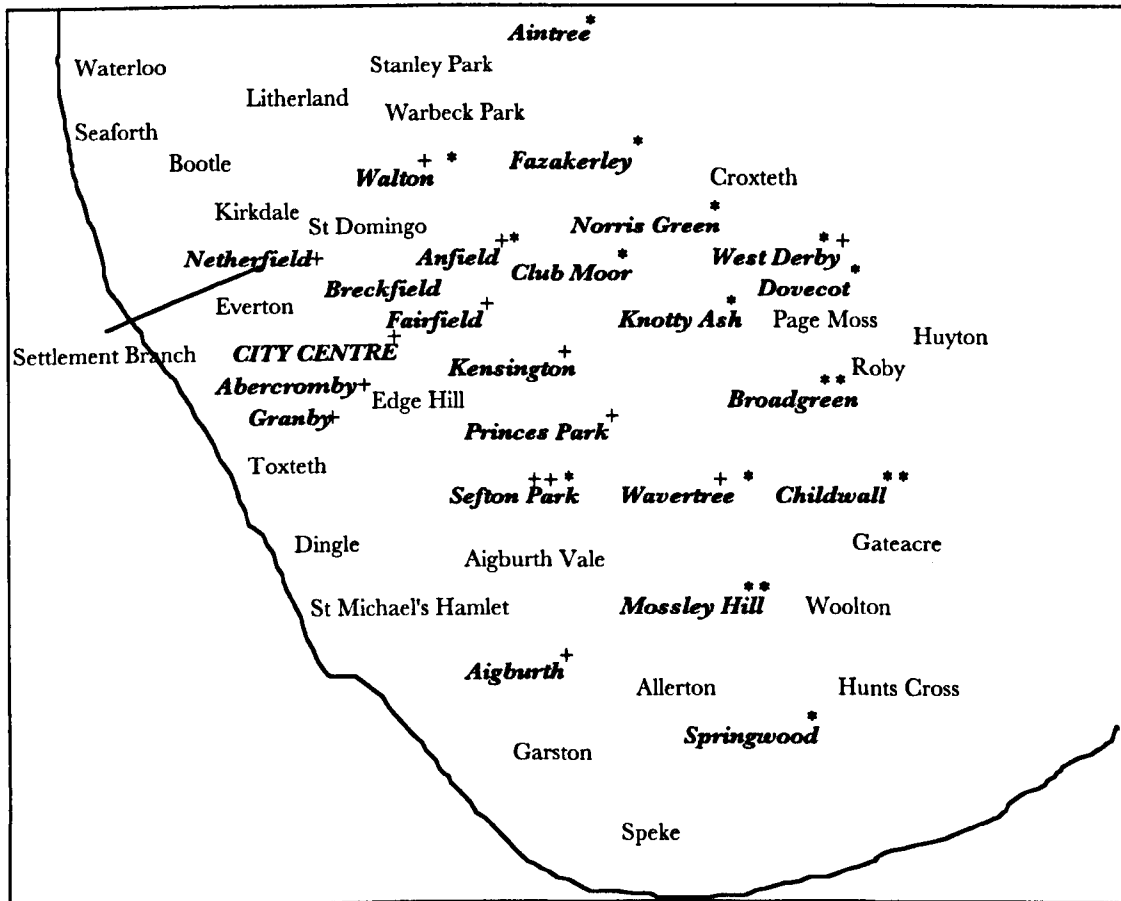 Aintree*
Waterloo
Stanley Park
Litherland
Warbeck Park
Seaforth
Bootle
Walton+ *
Fazakerley*
Croxteth
Kirkdale
St Domingo
Norris Green*
Netherfield+
Anfield+*
Club Moor*
West Derby*+
Breckfield
Dovecot*
Everton
Fairfield+
Knotty Ash*
Page Moss
Huyton
Settlement Branch
CITY CENTRE+
Kensington+
Roby
Abercromby+
Edge Hill
Broadgreen**
Granby+
Princes Park+
Toxteth
Sefton Park++*
Wavertree+ *
Childwall**
Dingle
Aigburth Vale
Gateacre
St Michael's Hamlet
Mossley Hill**
Woolton
Aigburth+
Allerton
Hunts Cross
Springwood*
Garston
Speke